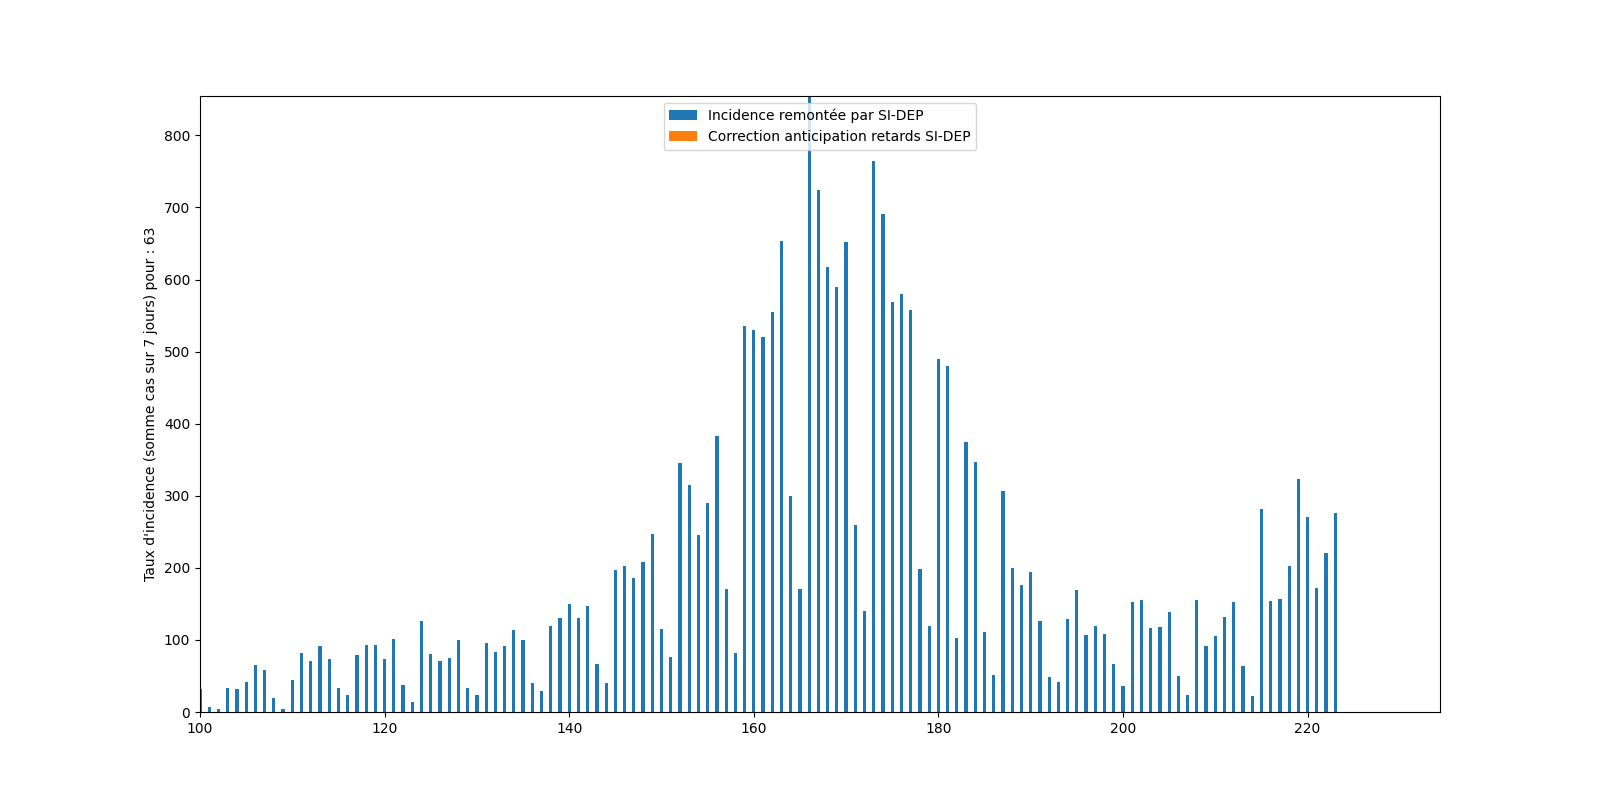 Incidence remontée par SI-DEP
Correction anticipation retards SI-DEP
Taux d'incidence (somme cas sur 7 jours) pour : 63
800
700
600
500
400
300
200
100
0
100 120 140 160 180 200 220